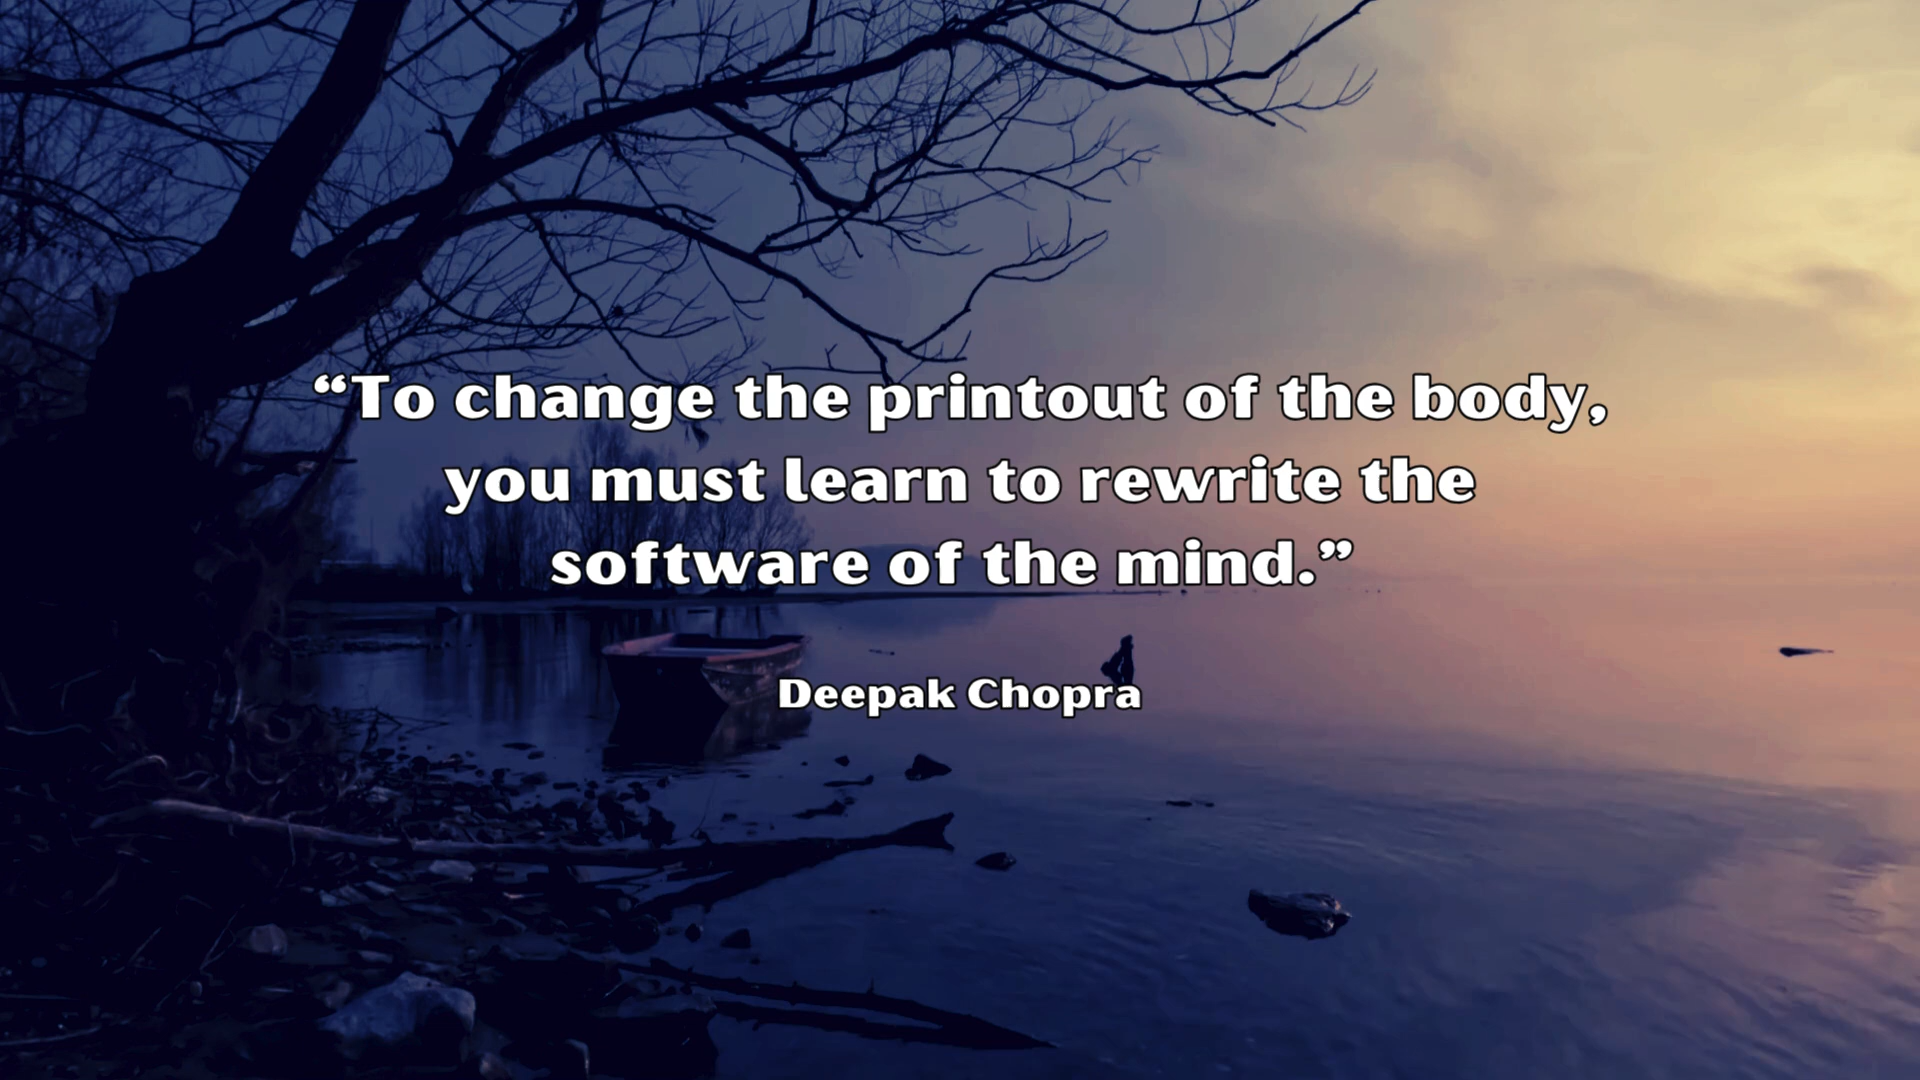 “To change the printout of the body,
you must learn to rewrite the
software of the mind.”
Deepak Chopra